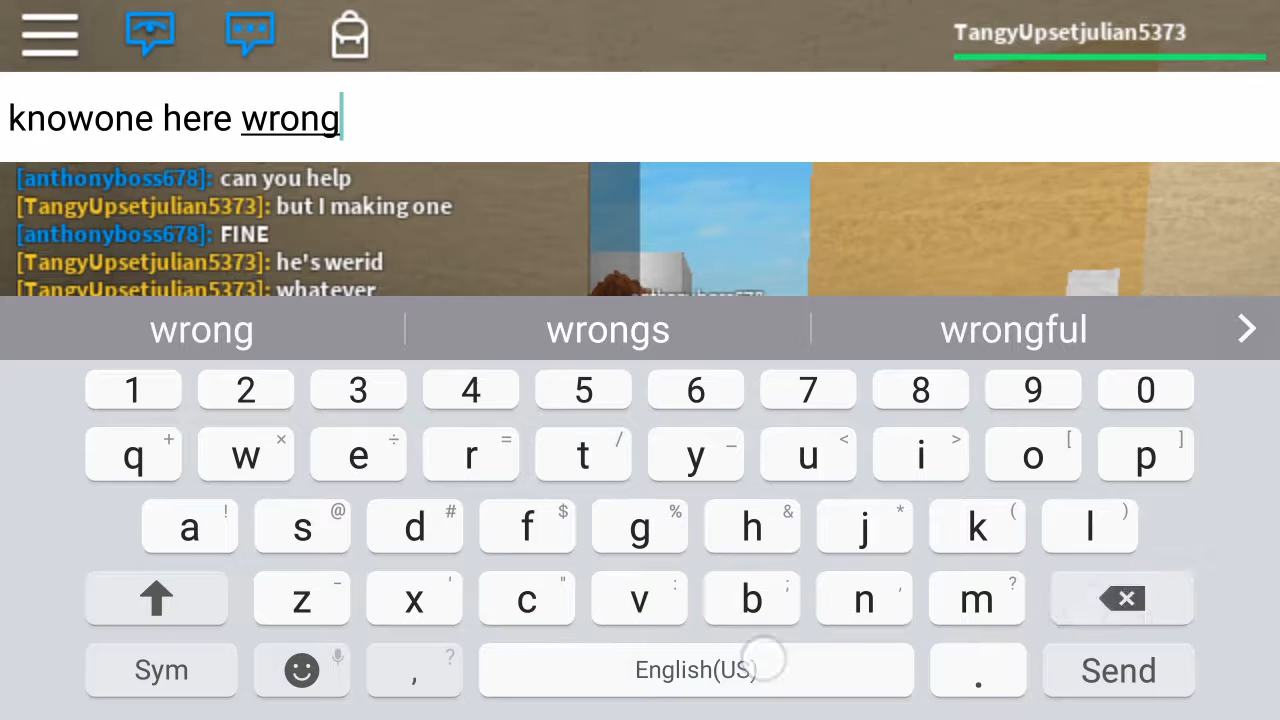 TangyUpsetjulian5373
knowone here wrong
[anthonyboss678]: can you help
[TangyUpsetjulian5373]: but I making one
[anthonyboss678]: FINE
[TangyUpsetjulian5373]: he's werid
[TangyUpsetjulian5373]: whatever
wrong wrongs wrongful
1 2 3 4 5 6 7 8 9 0
q + w × e ÷ r = t / y _ u < i > o [ p ]
a ! s @ d # f $ g % h & j * k ( l )
z - x ' c " v : b ; n , m ?
Sym , ? English(US) . Send